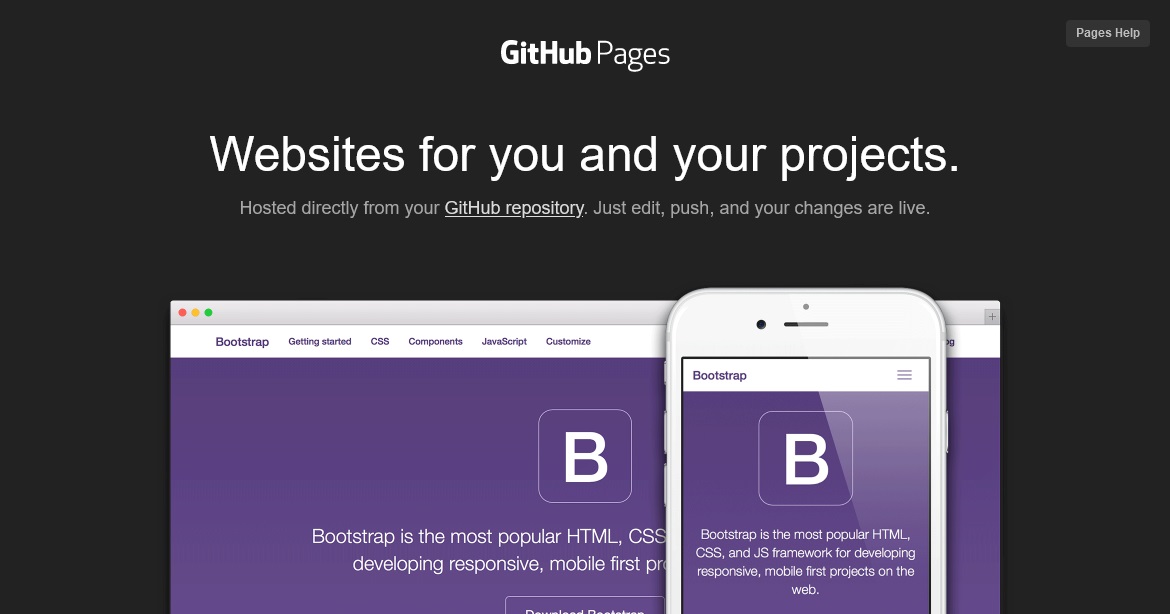 Pages Help
GitHub Pages
Websites for you and your projects.
Hosted directly from your GitHub repository. Just edit, push, and your changes are live.
Bootstrap Getting started CSS Components JavaScript Customize
B
Bootstrap is the most popular HTML, CSS
developing responsive, mobile first
Download Bootstrap
Bootstrap
B
Bootstrap is the most popular HTML,
CSS, and JS framework for developing
responsive, mobile first projects on the
web.